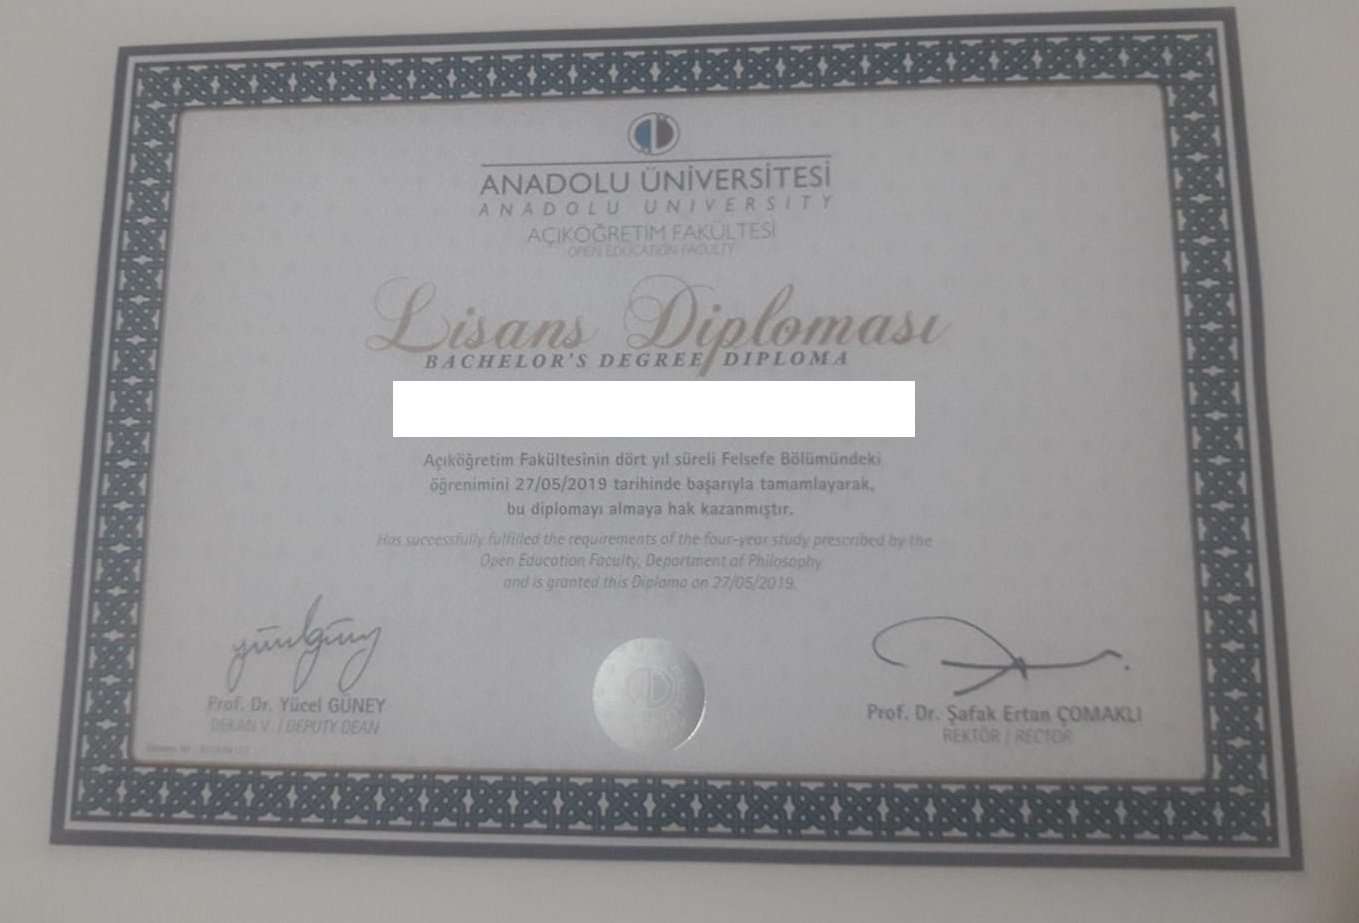 ANADOLU ÜNİVERSİTESİ
ANADOLU UNIVERSITY
AÇIKÖĞRETİM FAKÜLTESİ
OPEN EDUCATION FACULTY
Lisans Diploması
BACHELOR'S DEGREE DIPLOMA
Açıköğretim Fakültesinin dört yıl süreli Felsefe Bölümündeki
öğrenimini 27/05/2019 tarihinde başarıyla tamamlayarak,
bu diplomayı almaya hak kazanmıştır.
Has successfully fulfilled the requirements of the four-year study prescribed by the
Open Education Faculty, Department of Philosophy
and is granted this Diploma on 27/05/2019.
Prof. Dr. Yücel GÜNEY
DEKAN V. / DEPUTY DEAN
Prof. Dr. Şafak Ertan ÇOMAKLI
REKTÖR / RECTOR